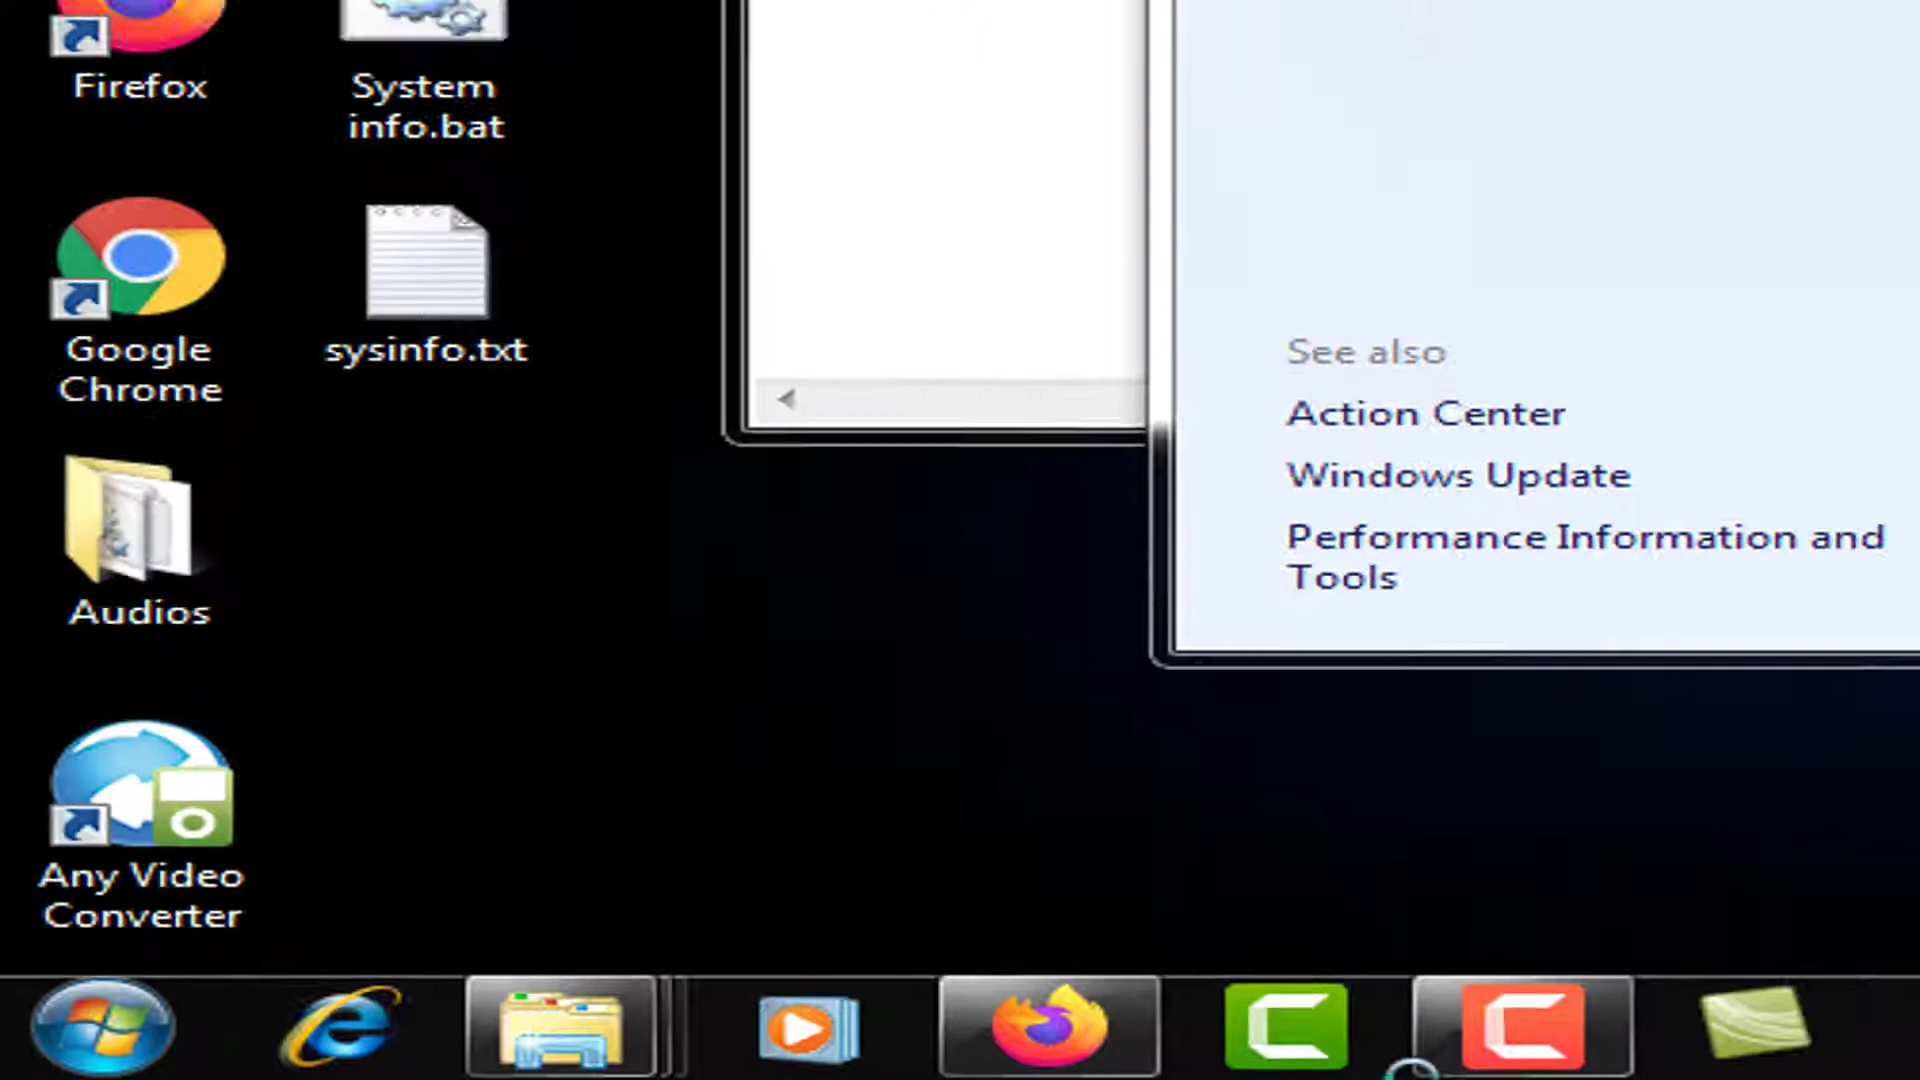 Firefox
System
info.bat
Google
Chrome
sysinfo.txt
Audios
Any Video
Converter
See also
Action Center
Windows Update
Performance Information and
Tools